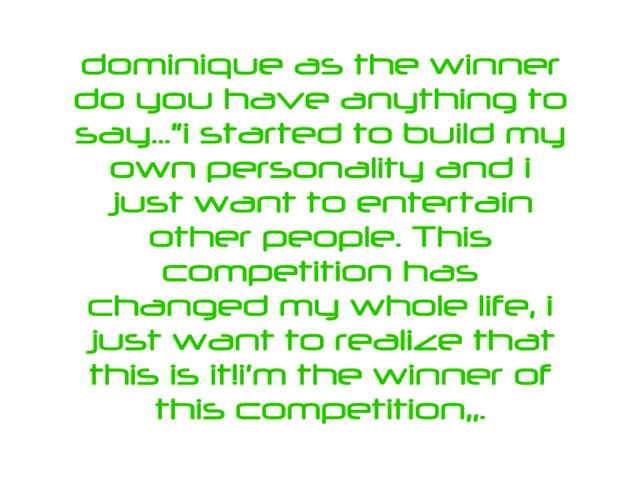 dominique as the winner
do you have anything to
say..."i started to build my
own personality and i
just want to entertain
other people. This
competition has
changed my whole life, i
just want to realize that
this is it!i'm the winner of
this competition,,.